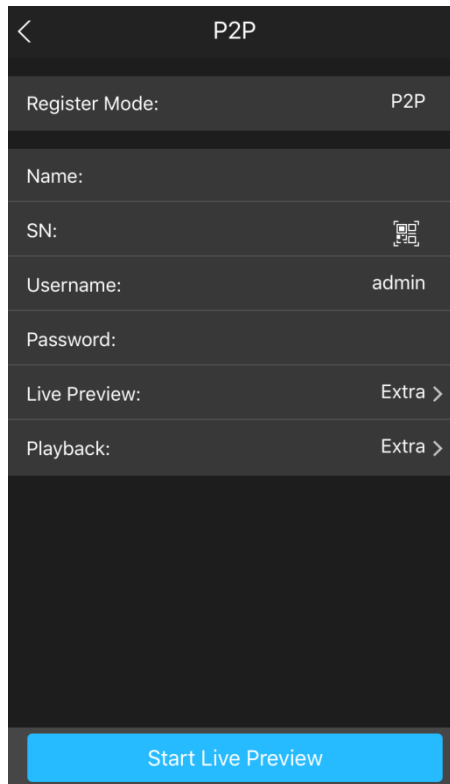 P2P
Register Mode: P2P
Name:
SN:
Username: admin
Password:
Live Preview: Extra
Playback: Extra
Start Live Preview